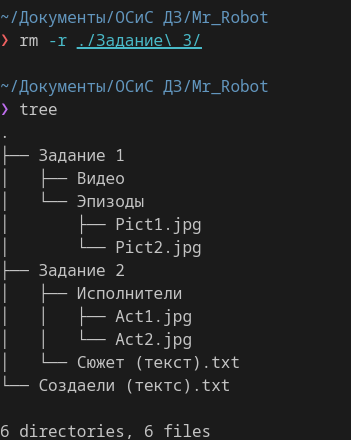 ~/Документы/ОСиС ДЗ/Mr_Robot
❯ rm -r ./Задание\ 3/

~/Документы/ОСиС ДЗ/Mr_Robot
❯ tree
.
├── Задание 1
│   ├── Видео
│   └── Эпизоды
│       ├── Pict1.jpg
│       └── Pict2.jpg
├── Задание 2
│   ├── Исполнители
│   │   ├── Act1.jpg
│   │   └── Act2.jpg
│   └── Сюжет (текст).txt
└── Создаели (тектс).txt

6 directories, 6 files